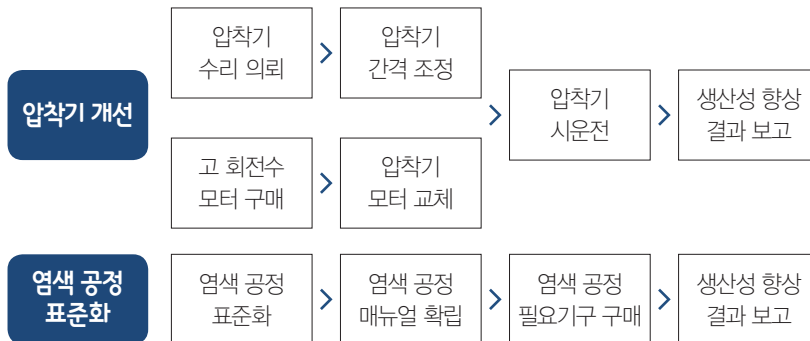 압착기 개선
압착기
수리 의뢰
압착기
간격 조정
고 회전수
모터 구매
압착기
모터 교체
압착기
시운전
생산성 향상
결과 보고
염색 공정
표준화
염색 공정
표준화
염색 공정
매뉴얼 확립
염색 공정
필요기구 구매
생산성 향상
결과 보고